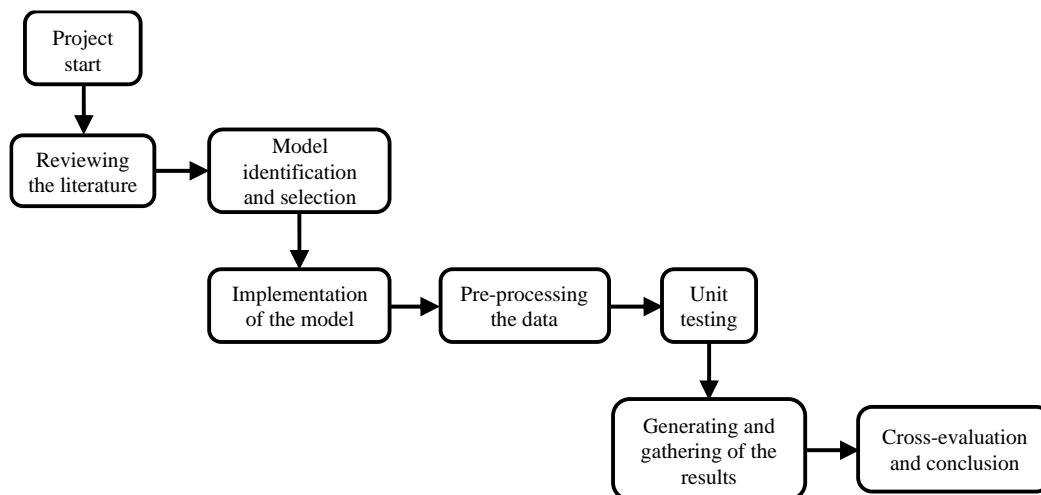 Project
start
Reviewing
the literature
Model
identification
and selection
Implementation
of the model
Pre-processing
the data
Unit
testing
Generating and
gathering of the
results
Cross-evaluation
and conclusion